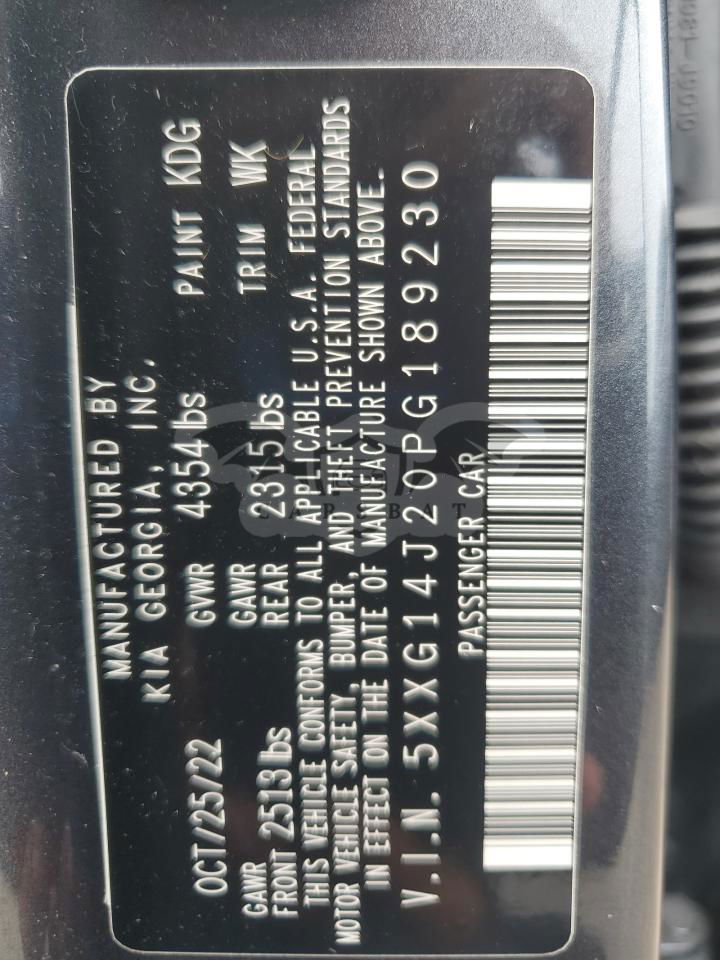 MANUFACTURED BY
KIA GEORGIA, INC.
OCT/25/22 GVWR 4354 lbs PAINT KDG
GAWR GAWR TRIM WK
FRONT 2513 lbs REAR 2315 lbs
THIS VEHICLE CONFORMS TO ALL APPLICABLE U.S.A. FEDERAL
MOTOR VEHICLE SAFETY, BUMPER, AND THEFT PREVENTION STANDARDS
IN EFFECT ON THE DATE OF MANUFACTURE SHOWN ABOVE.
V.I.N. 5XXG14J20PG189230
PASSENGER CAR